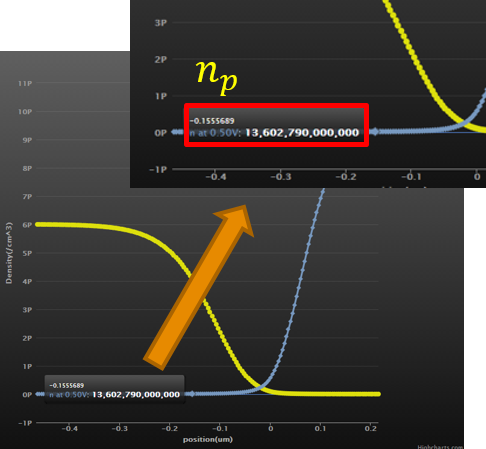 3P
2P
1P
0P
-1P
n_p
-0.1555689
n at 0.50V: 13,602,790,000,000
-0.4
-0.3
-0.2
-0.1
0
11P
10P
9P
8P
7P
6P
5P
4P
3P
2P
1P
0P
-1P
Density(/cm^3)
-0.1555689
n at 0.50V: 13,602,790,000,000
-0.4
-0.3
-0.2
-0.1
0
0.1
0.2
position(um)
Highcharts.com